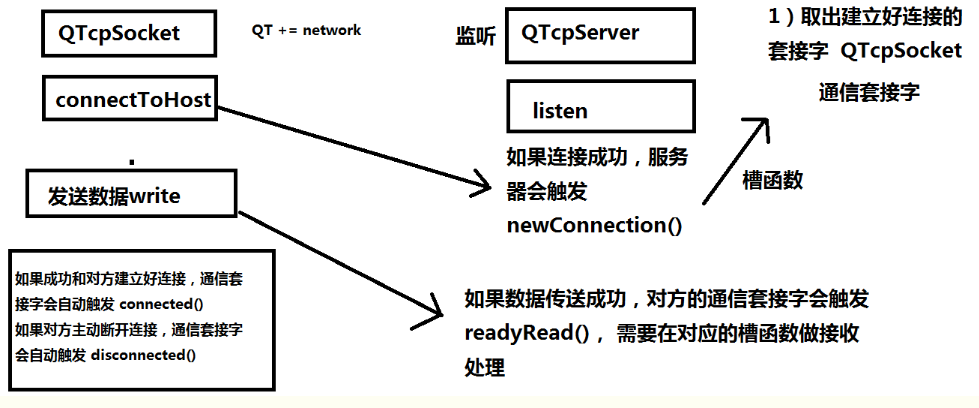 QTcpSocket
QT += network
connectToHost
.
发送数据write
如果成功和对方建立好连接，通信套
接字会自动触发 connected()
如果对方主动断开连接，通信套接字
会自动触发 disconnected()
监听
QTcpServer
listen
如果连接成功，服务
器会触发
newConnection()
1）取出建立好连接的
套接字 QTcpSocket
通信套接字
槽函数
如果数据传送成功，对方的通信套接字会触发
readyRead()， 需要在对应的槽函数做接收
处理